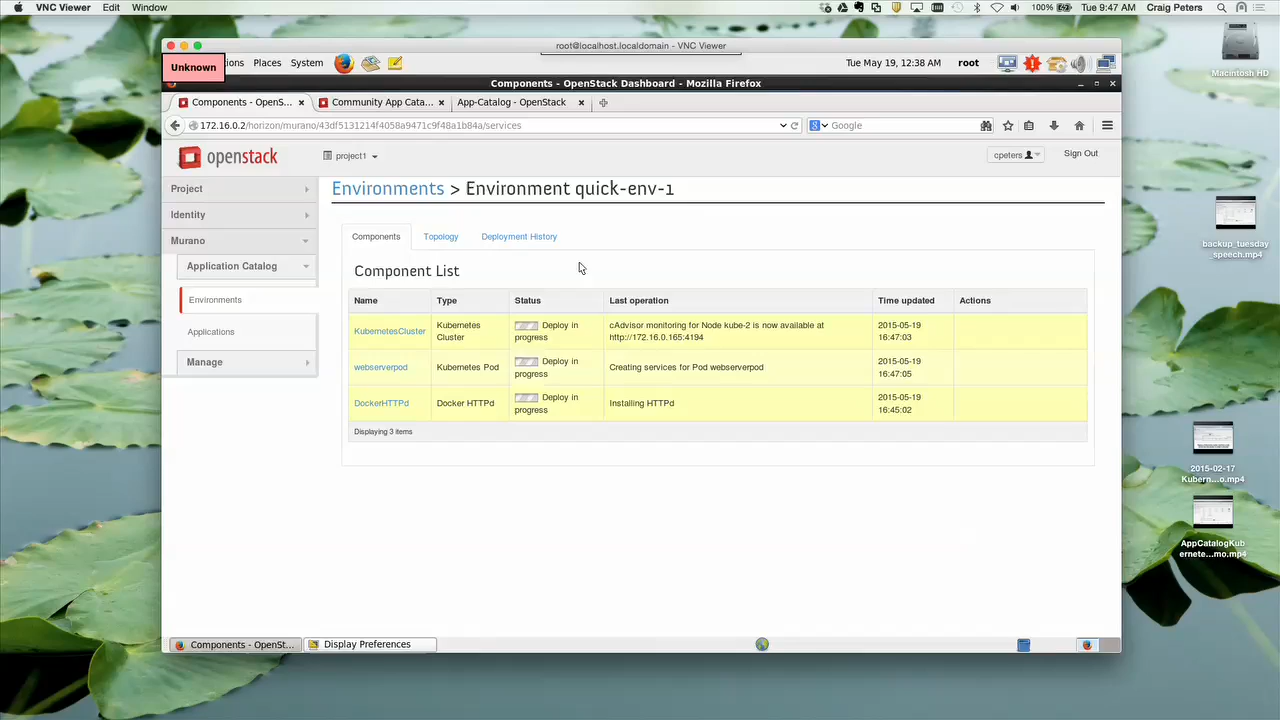 VNC Viewer Edit Window
100% Tue 9:47 AM Craig Peters
root@localhost.localdomain - VNC Viewer
Unknown
ions Places System
Tue May 19, 12:38 AM root
Components - OpenStack Dashboard - Mozilla Firefox
Components - OpenS... Community App Cata... App-Catalog - OpenStack
172.16.0.2/horizon/murano/43df5131214f4058a9471c9f48a1b84a/services
Google
openstack
project1
cpeters
Sign Out
Project
Identity
Murano
Application Catalog
Environments
Applications
Manage
Environments > Environment quick-env-1
Components Topology Deployment History
Component List
Name Type Status Last operation Time updated Actions
KubernetesCluster
Kubernetes
Cluster
Deploy in
progress
cAdvisor monitoring for Node kube-2 is now available at
http://172.16.0.165:4194
2015-05-19
16:47:03
webserverpod
Kubernetes Pod
Deploy in
progress
Creating services for Pod webserverpod
2015-05-19
16:47:05
DockerHTTPd
Docker HTTPd
Deploy in
progress
Installing HTTPd
2015-05-19
16:45:02
Displaying 3 items
Components - OpenSt...
Display Preferences
Macintosh HD
backup_tuesday
_speech.mp4
2015-02-17
Kubern...o.mp4
AppCatalogKub
ernete...mo.mp4